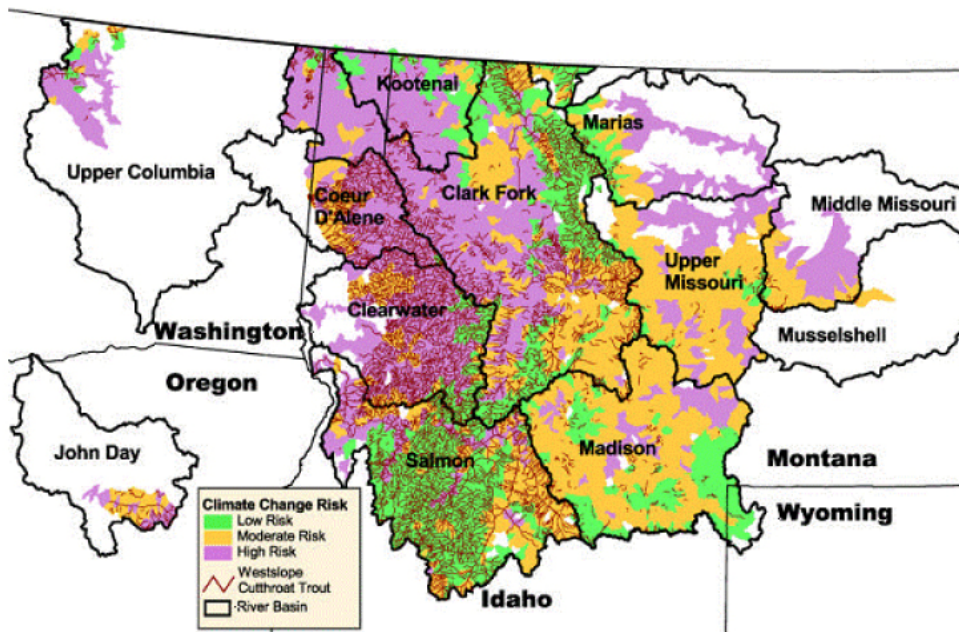 Kootenai
Marias
Upper Columbia
Coeur
D'Alene
Clark Fork
Middle Missouri
Upper
Missouri
Clearwater
Washington
Musselshell
Oregon
John Day
Salmon
Madison
Montana
Wyoming
Idaho
Climate Change Risk
Low Risk
Moderate Risk
High Risk
Westslope
Cutthroat Trout
River Basin